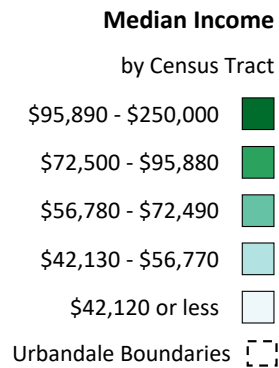 Median Income
by Census Tract
$95,890 - $250,000
$72,500 - $95,880
$56,780 - $72,490
$42,130 - $56,770
$42,120 or less
Urbandale Boundaries